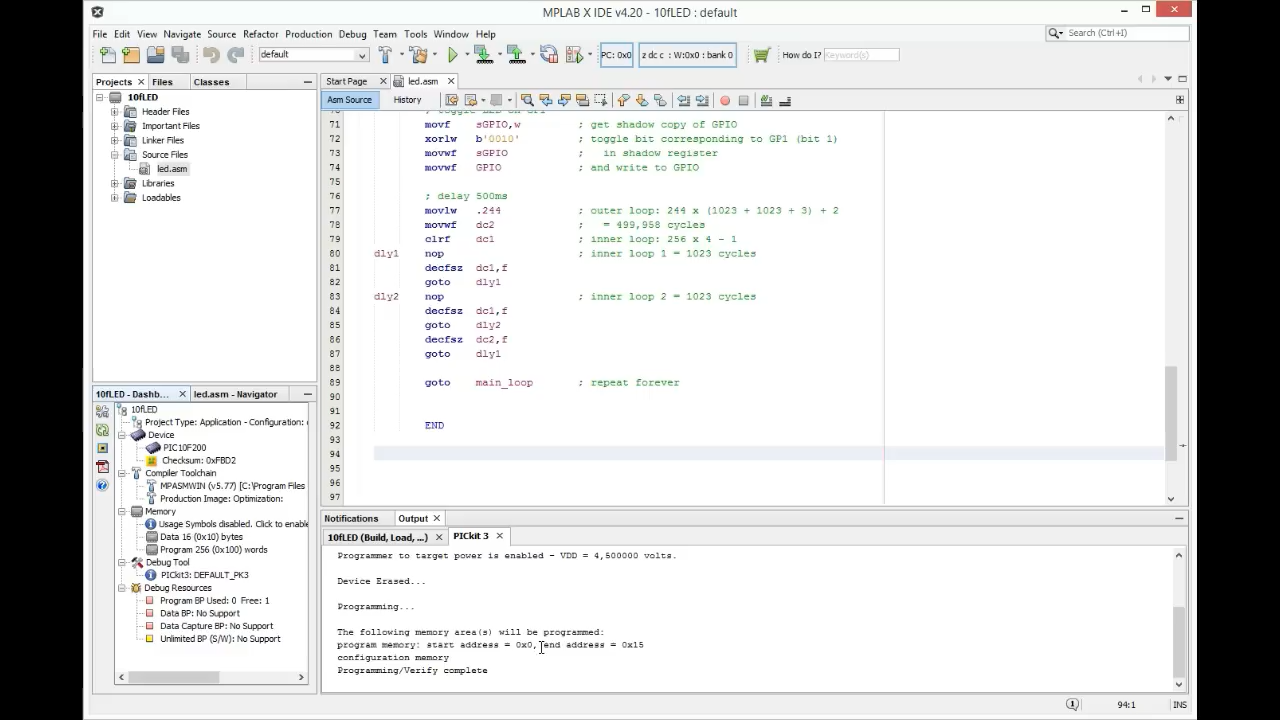 MPLAB X IDE v4.20 - 10fLED : default
File Edit View Navigate Source Refactor Production Debug Team Tools Window Help
Search (Ctrl+I)
default
PC: 0x0
z dc c : W:0x0 : bank 0
How do I?
Keyword(s)
Projects
Files
Classes
10fLED
Header Files
Important Files
Linker Files
Source Files
led.asm
Libraries
Loadables
Start Page
led.asm
Asm Source
History
71 movf sGPIO,w ; get shadow copy of GPIO
72 xorlw b'0010' ; toggle bit corresponding to GP1 (bit 1)
73 movwf sGPIO ; in shadow register
74 movwf GPIO ; and write to GPIO
75
76 ; delay 500ms
77 movlw .244 ; outer loop: 244 x (1023 + 1023 + 3) + 2
78 movwf dc2 ; = 499,958 cycles
79 clrf dc1 ; inner loop: 256 x 4 - 1
80 dly1 nop ; inner loop 1 = 1023 cycles
81 decfsz dc1,f
82 goto dly1
83 dly2 nop ; inner loop 2 = 1023 cycles
84 decfsz dc1,f
85 goto dly2
86 decfsz dc2,f
87 goto dly1
88
89 goto main_loop ; repeat forever
90
91
92 END
93
94
95
96
97
10fLED - Dashb...
led.asm - Navigator
10fLED
Project Type: Application - Configuration:
Device
PIC10F200
Checksum: 0xFBD2
Compiler Toolchain
MPASMWIN (v5.77) [C:\Program Files
Production Image: Optimization:
Memory
Usage Symbols disabled. Click to enable
Data 16 (0x10) bytes
Program 256 (0x100) words
Debug Tool
PICkit3: DEFAULT_PK3
Debug Resources
Program BP Used: 0 Free: 1
Data BP: No Support
Data Capture BP: No Support
Unlimited BP (S/W): No Support
Notifications
Output
10fLED (Build, Load, ...)
PICkit 3
Programmer to target power is enabled - VDD = 4,500000 volts.
Device Erased...
Programming...
The following memory area(s) will be programmed:
program memory: start address = 0x0, end address = 0x15
configuration memory
Programming/Verify complete
94:1
INS